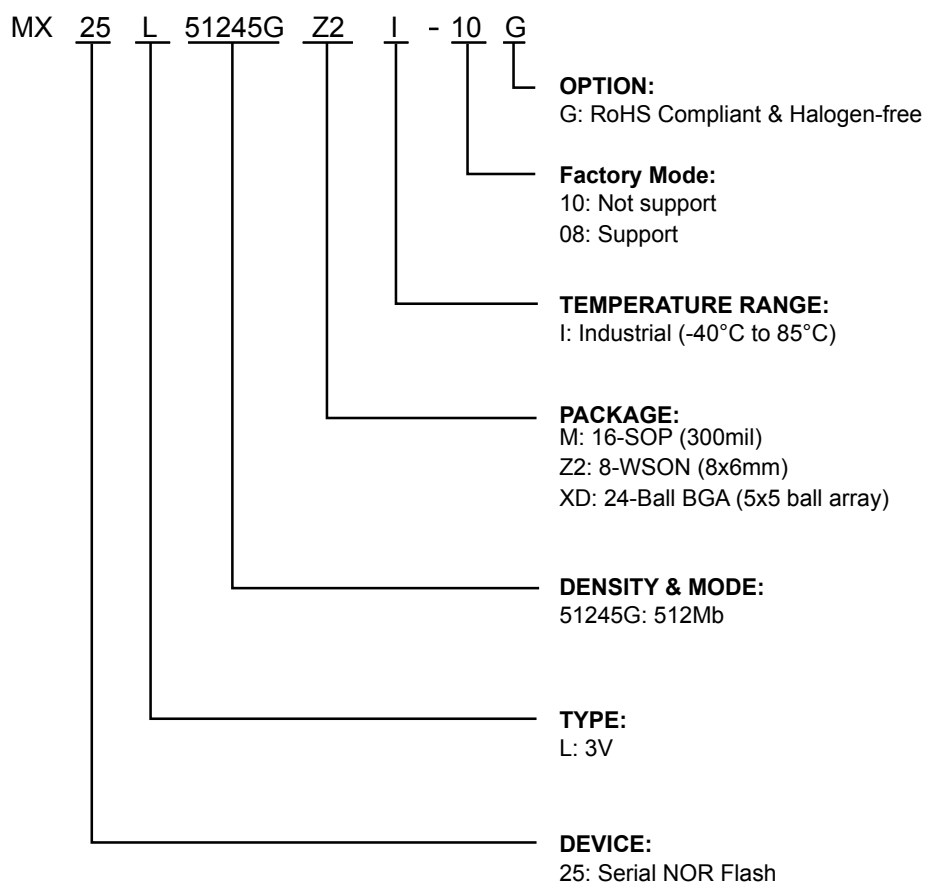 MX 25 L 51245G Z2 I - 10 G
OPTION:
G: RoHS Compliant & Halogen-free
Factory Mode:
10: Not support
08: Support
TEMPERATURE RANGE:
I: Industrial (-40°C to 85°C)
PACKAGE:
M: 16-SOP (300mil)
Z2: 8-WSON (8x6mm)
XD: 24-Ball BGA (5x5 ball array)
DENSITY & MODE:
51245G: 512Mb
TYPE:
L: 3V
DEVICE:
25: Serial NOR Flash